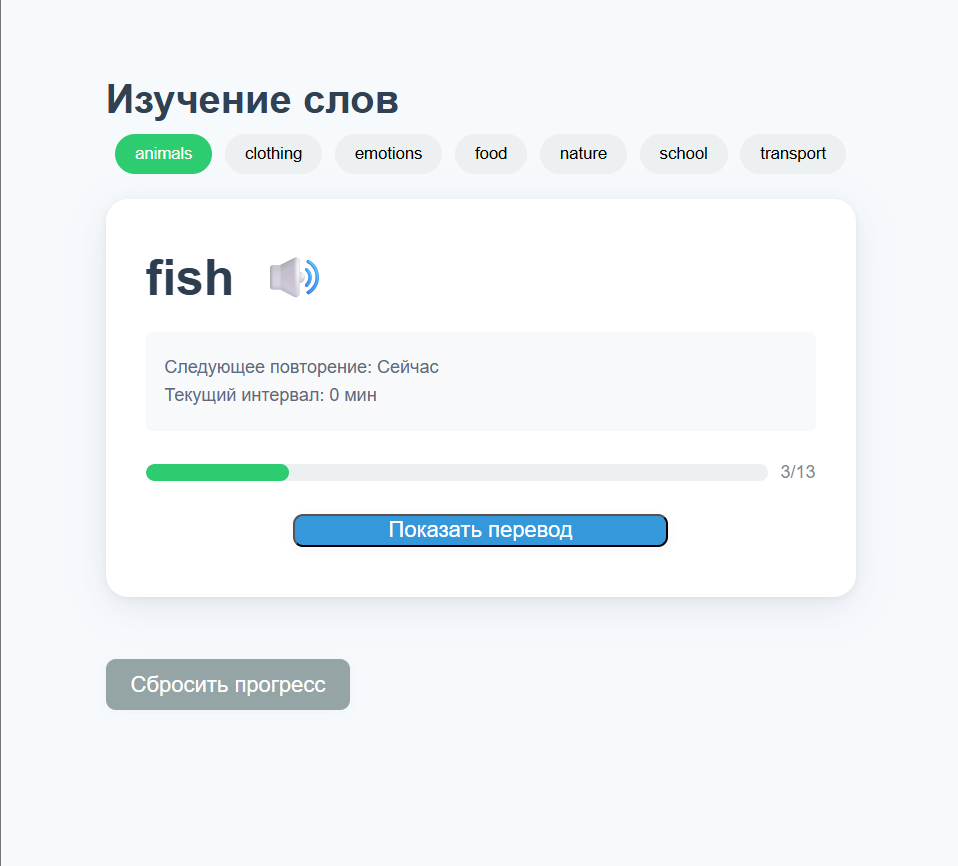 Изучение слов
animals clothing emotions food nature school transport
fish
Следующее повторение: Сейчас
Текущий интервал: 0 мин
3/13
Показать перевод
Сбросить прогресс